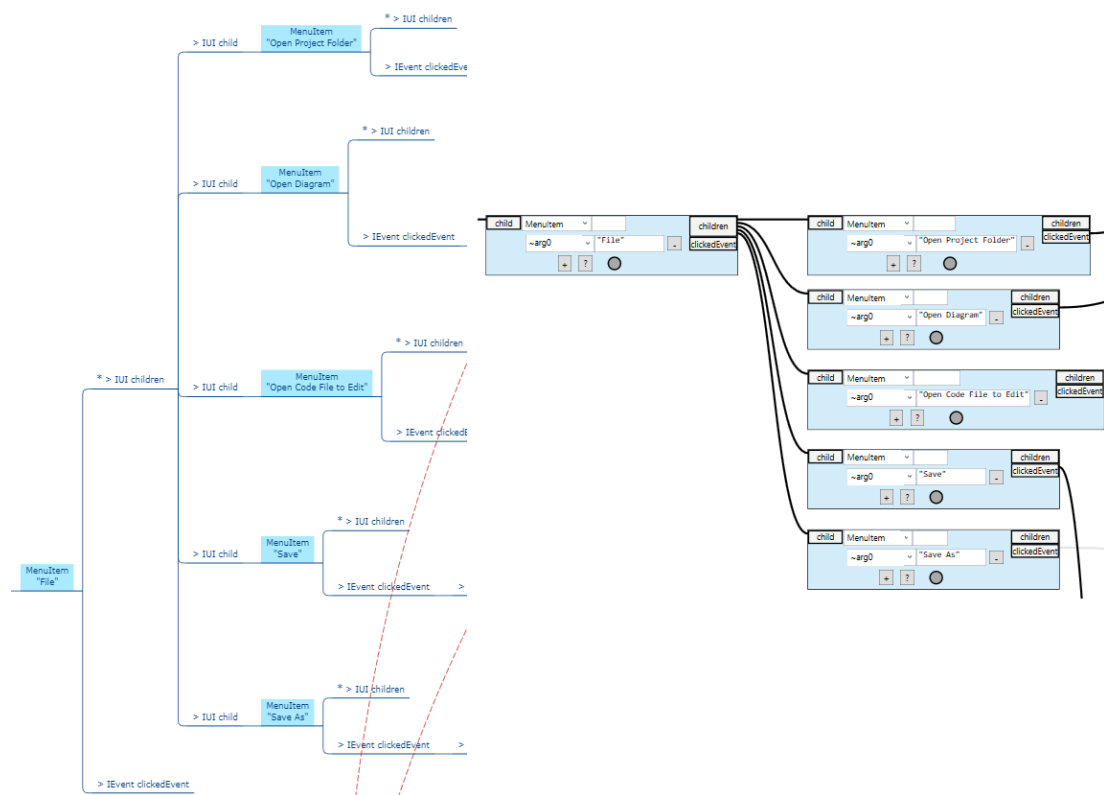 * > IUI children
> IUI child
MenuItem
"Open Project Folder"
> IEvent clickedEve
* > IUI children
> IUI child
MenuItem
"Open Diagram"
> IEvent clickedEvent
* > IUI children
* > IUI children
> IUI child
MenuItem
"Open Code File to Edit"
> IEvent clickedE
* > IUI children
> IUI child
MenuItem
"Save"
> IEvent clickedEvent >
MenuItem
"File"
* > IUI children
> IUI child
MenuItem
"Save As"
> IEvent clickedEvent >
> IEvent clickedEvent
child MenuItem children
~arg0 "File" - clickedEvent
+ ?
child MenuItem children
~arg0 "Open Project Folder" - clickedEvent
+ ?
child MenuItem children
~arg0 "Open Diagram" - clickedEvent
+ ?
child MenuItem children
~arg0 "Open Code File to Edit" - clickedEvent
+ ?
child MenuItem children
~arg0 "Save" - clickedEvent
+ ?
child MenuItem children
~arg0 "Save As" - clickedEvent
+ ?